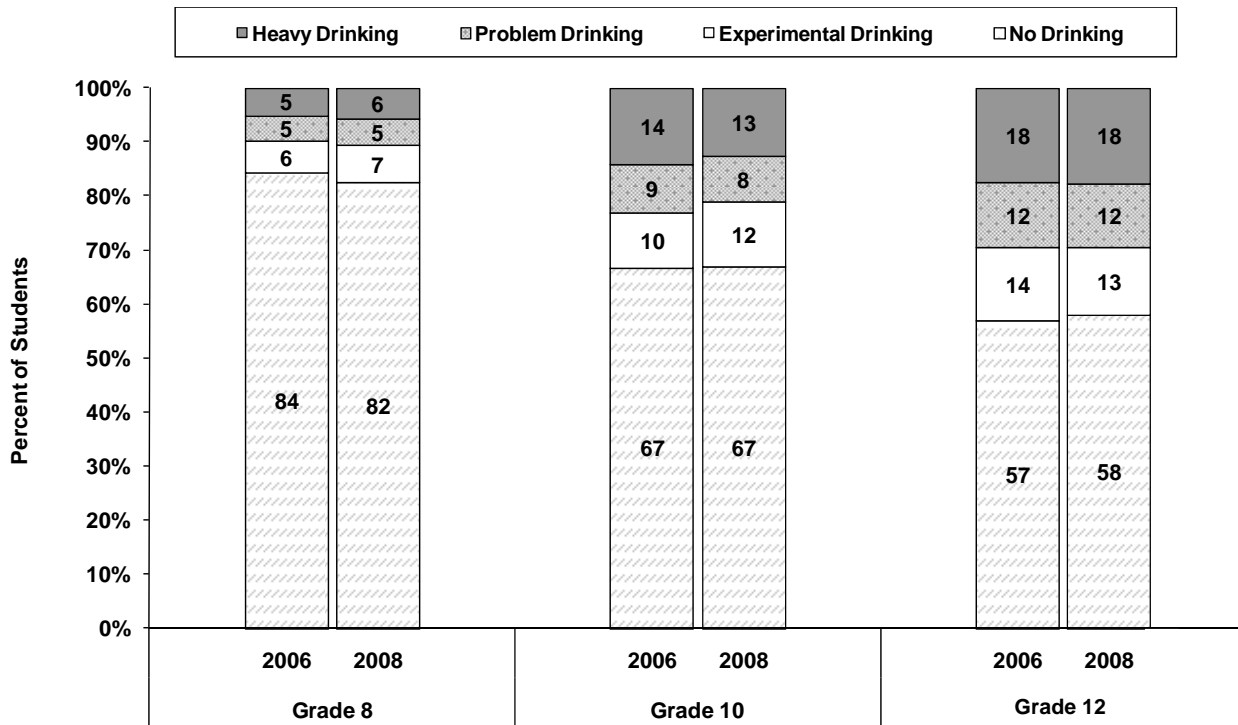 Heavy Drinking Problem Drinking Experimental Drinking No Drinking
Percent of Students
100%
90%
80%
70%
60%
50%
40%
30%
20%
10%
0%
5 6 14 13 18 18
5 5 9 8 12 12
6 7 10 12 14 13
84 82 67 67 57 58
2006 2008 2006 2008 2006 2008
Grade 8 Grade 10 Grade 12